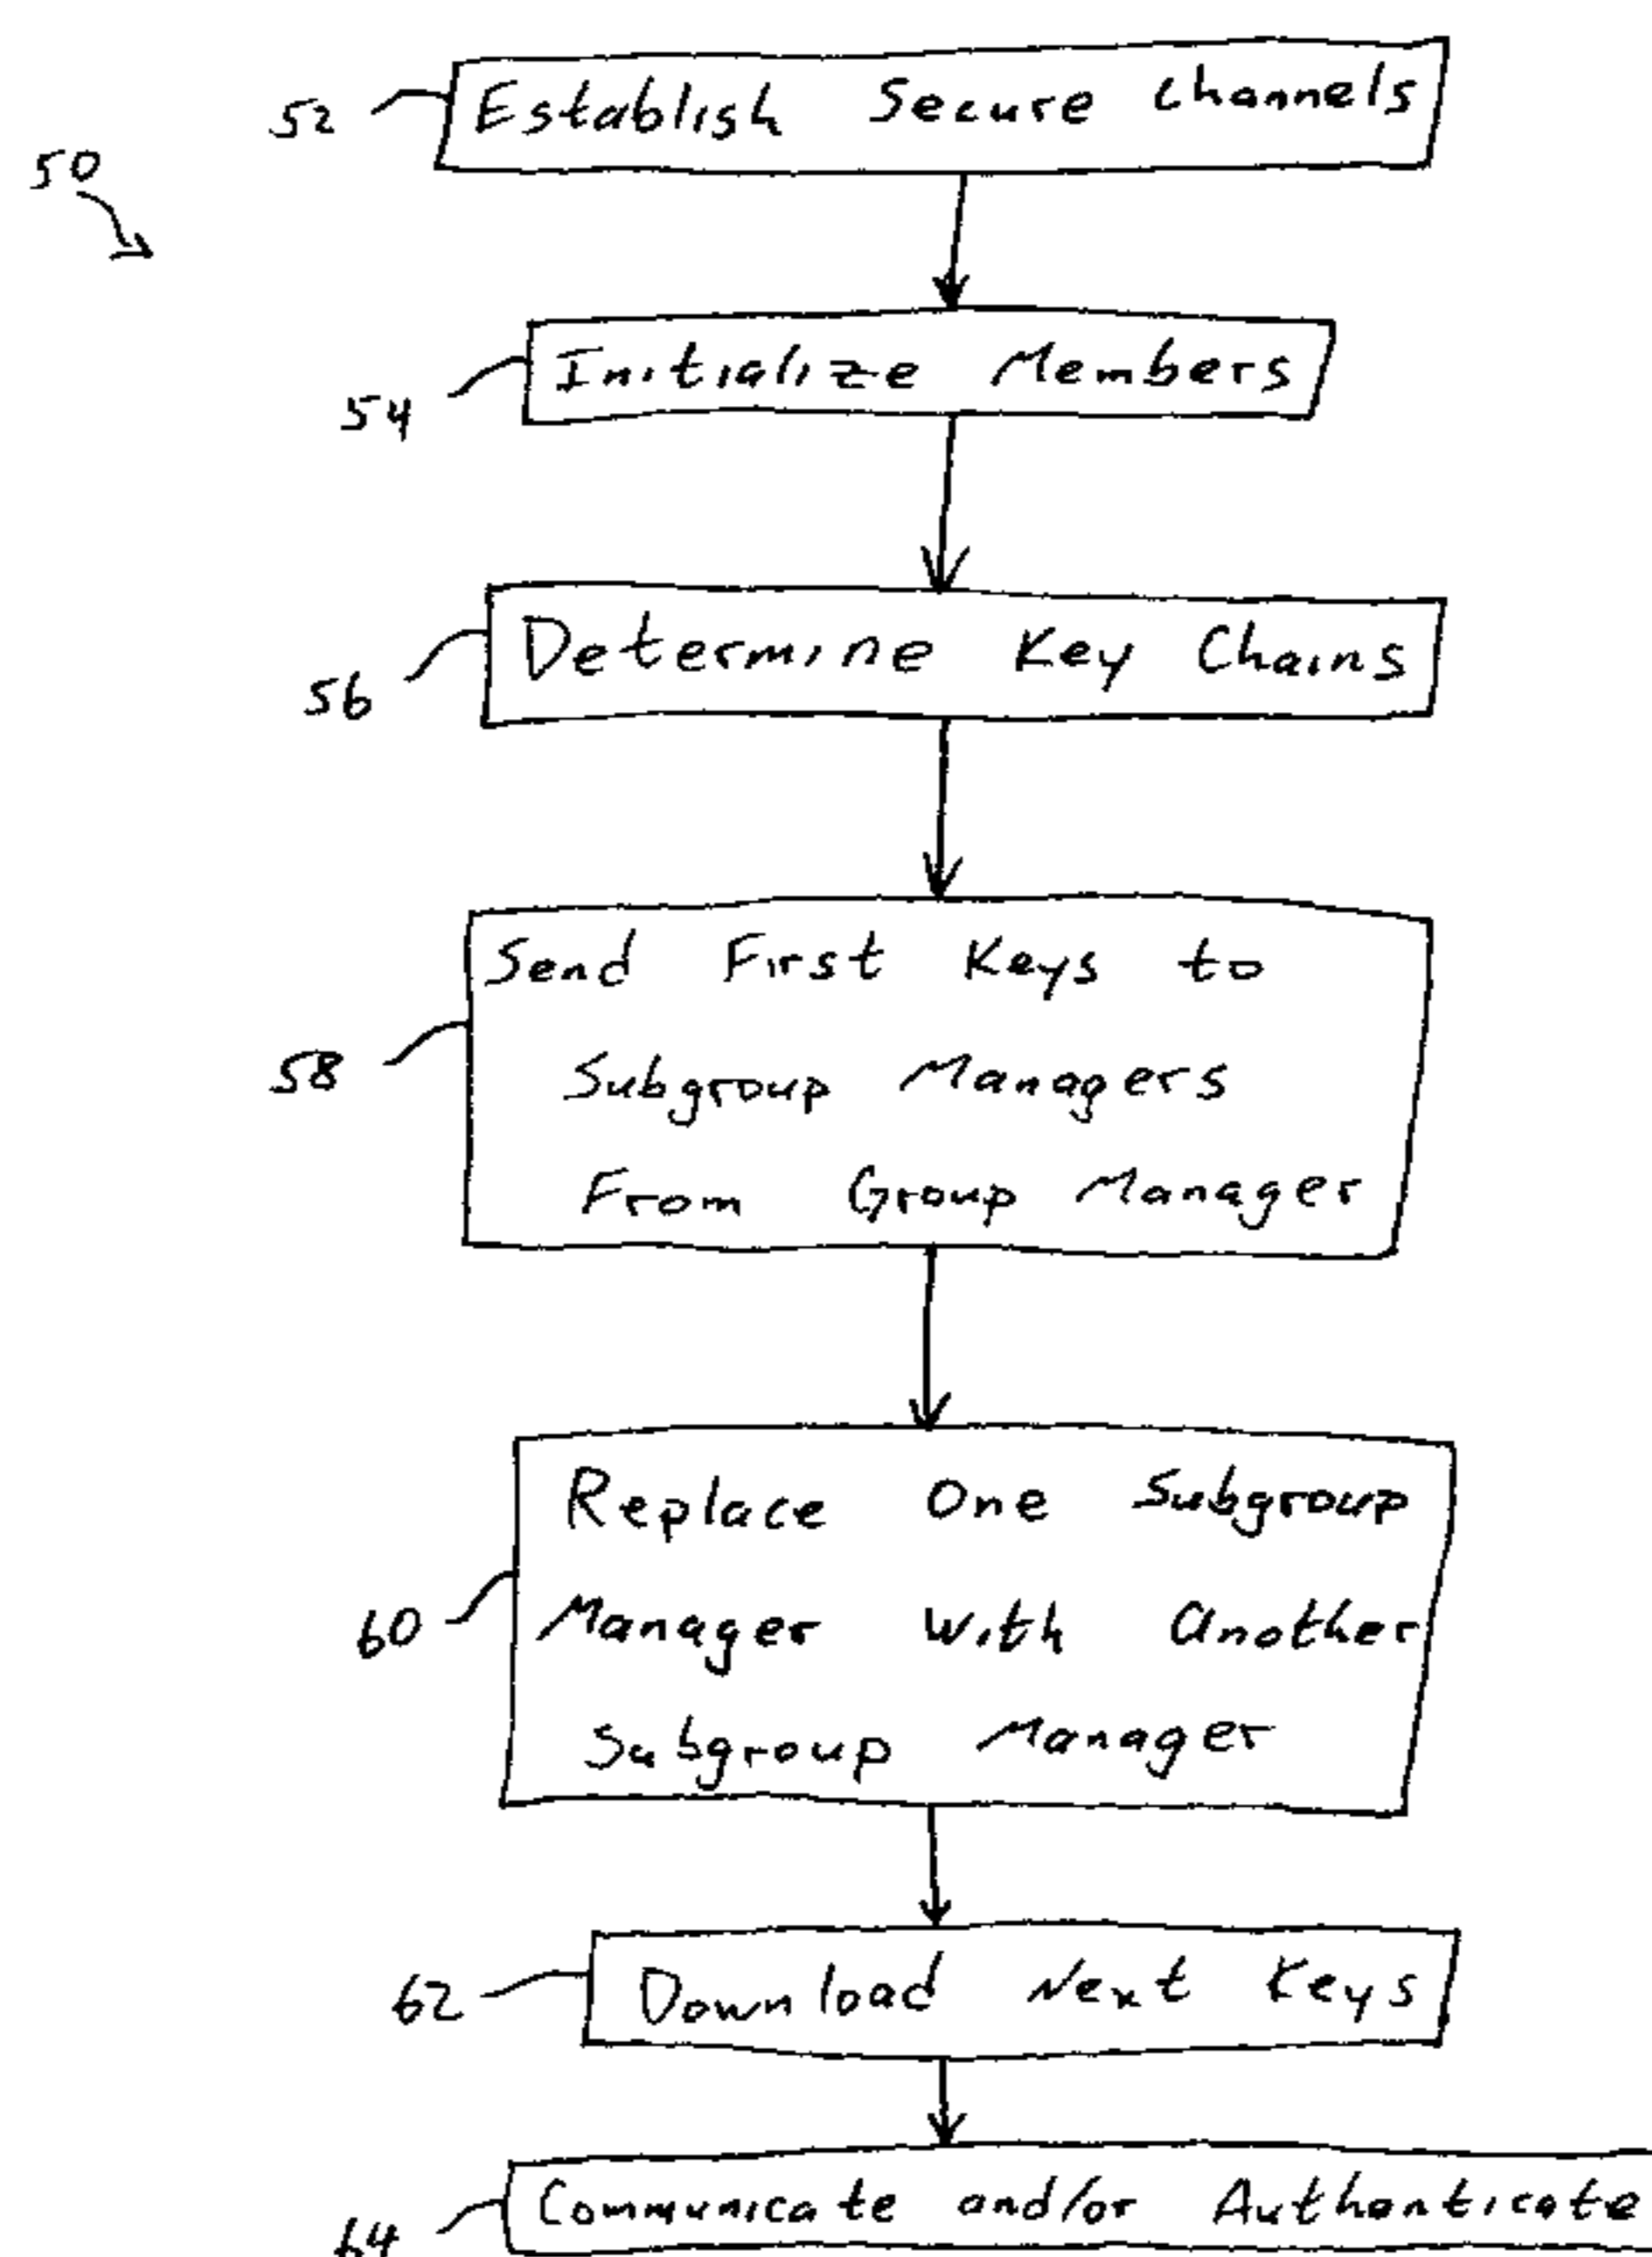 52 Establish Secure Channels
50
54 Initialize Members
56 Determine Key Chains
Send First Keys to
58 Subgroup Managers
From Group Manager
Replace One Subgroup
60 Manager With Another
Subgroup Manager
62 Download Next Keys
64 Communicate and/or Authenticate